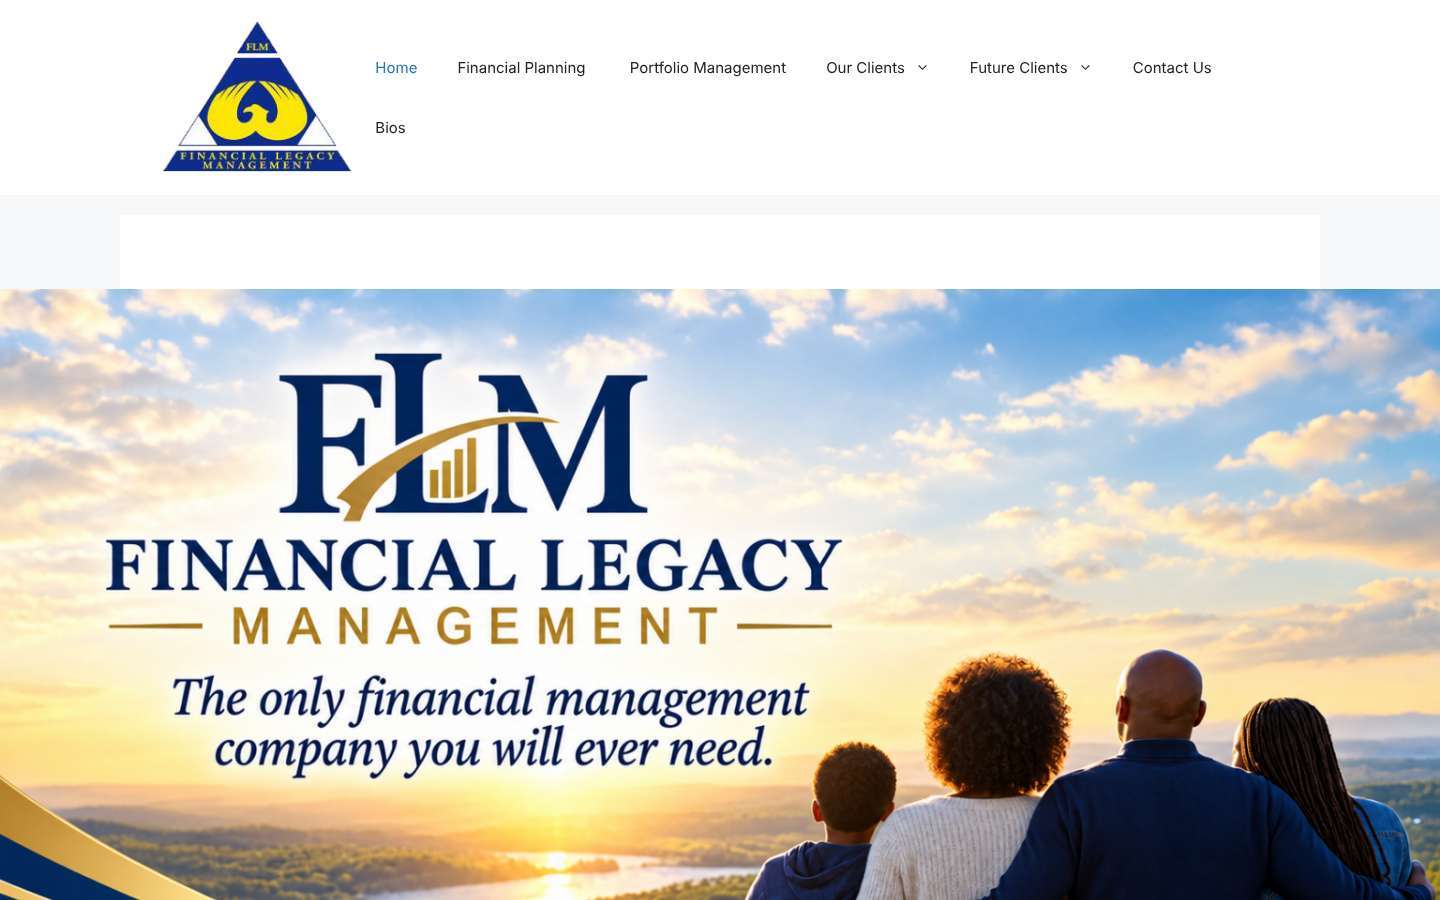 FLM
FINANCIAL LEGACY
MANAGEMENT
Home
Financial Planning
Portfolio Management
Our Clients
Future Clients
Contact Us
Bios
FLM
FINANCIAL LEGACY
MANAGEMENT
The only financial management
company you will ever need.